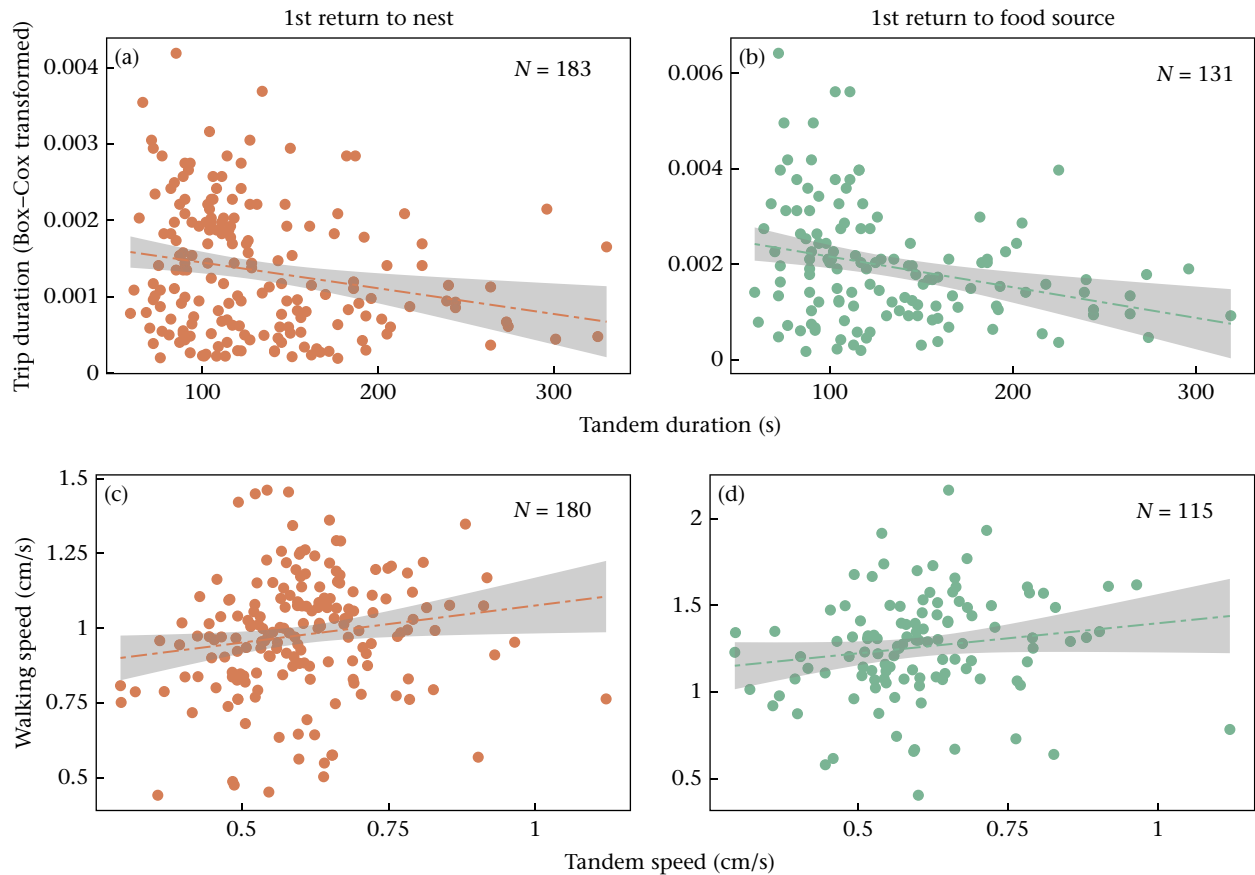 1st return to nest
1st return to food source
Trip duration (Box–Cox transformed)
(a)
N = 183
0.004
0.003
0.002
0.001
0
100
200
300
(b)
N = 131
0.006
0.004
0.002
0
100
200
300
Tandem duration (s)
Walking speed (cm/s)
(c)
N = 180
1.5
1.25
1
0.75
0.5
0.5
0.75
1
(d)
N = 115
2
1.5
1
0.5
0.5
0.75
1
Tandem speed (cm/s)